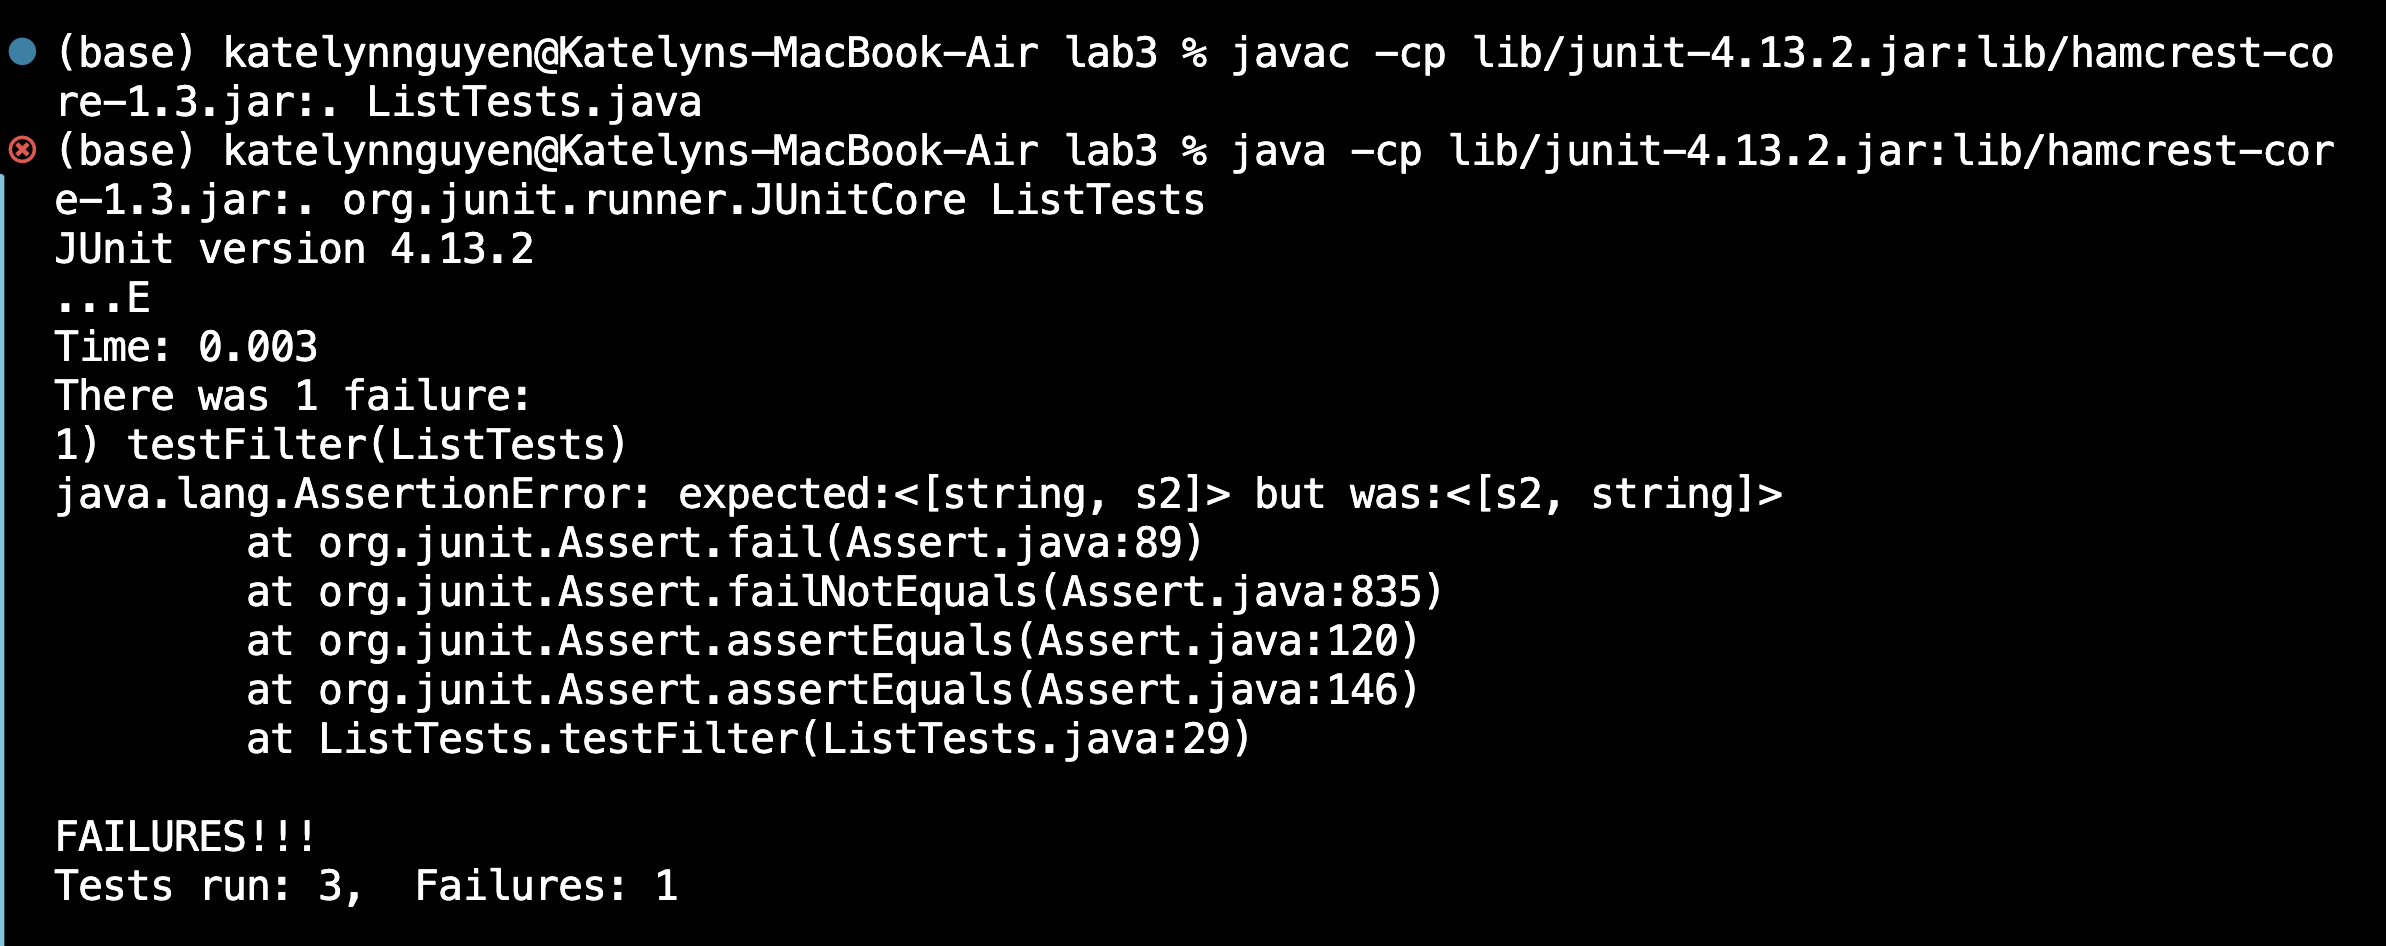 (base) katelynnguyen@Katelyns-MacBook-Air lab3 % javac -cp lib/junit-4.13.2.jar:lib/hamcrest-co
re-1.3.jar:. ListTests.java
(base) katelynnguyen@Katelyns-MacBook-Air lab3 % java -cp lib/junit-4.13.2.jar:lib/hamcrest-cor
e-1.3.jar:. org.junit.runner.JUnitCore ListTests
JUnit version 4.13.2
...E
Time: 0.003
There was 1 failure:
1) testFilter(ListTests)
java.lang.AssertionError: expected:<[string, s2]> but was:<[s2, string]>
        at org.junit.Assert.fail(Assert.java:89)
        at org.junit.Assert.failNotEquals(Assert.java:835)
        at org.junit.Assert.assertEquals(Assert.java:120)
        at org.junit.Assert.assertEquals(Assert.java:146)
        at ListTests.testFilter(ListTests.java:29)

FAILURES!!!
Tests run: 3,  Failures: 1